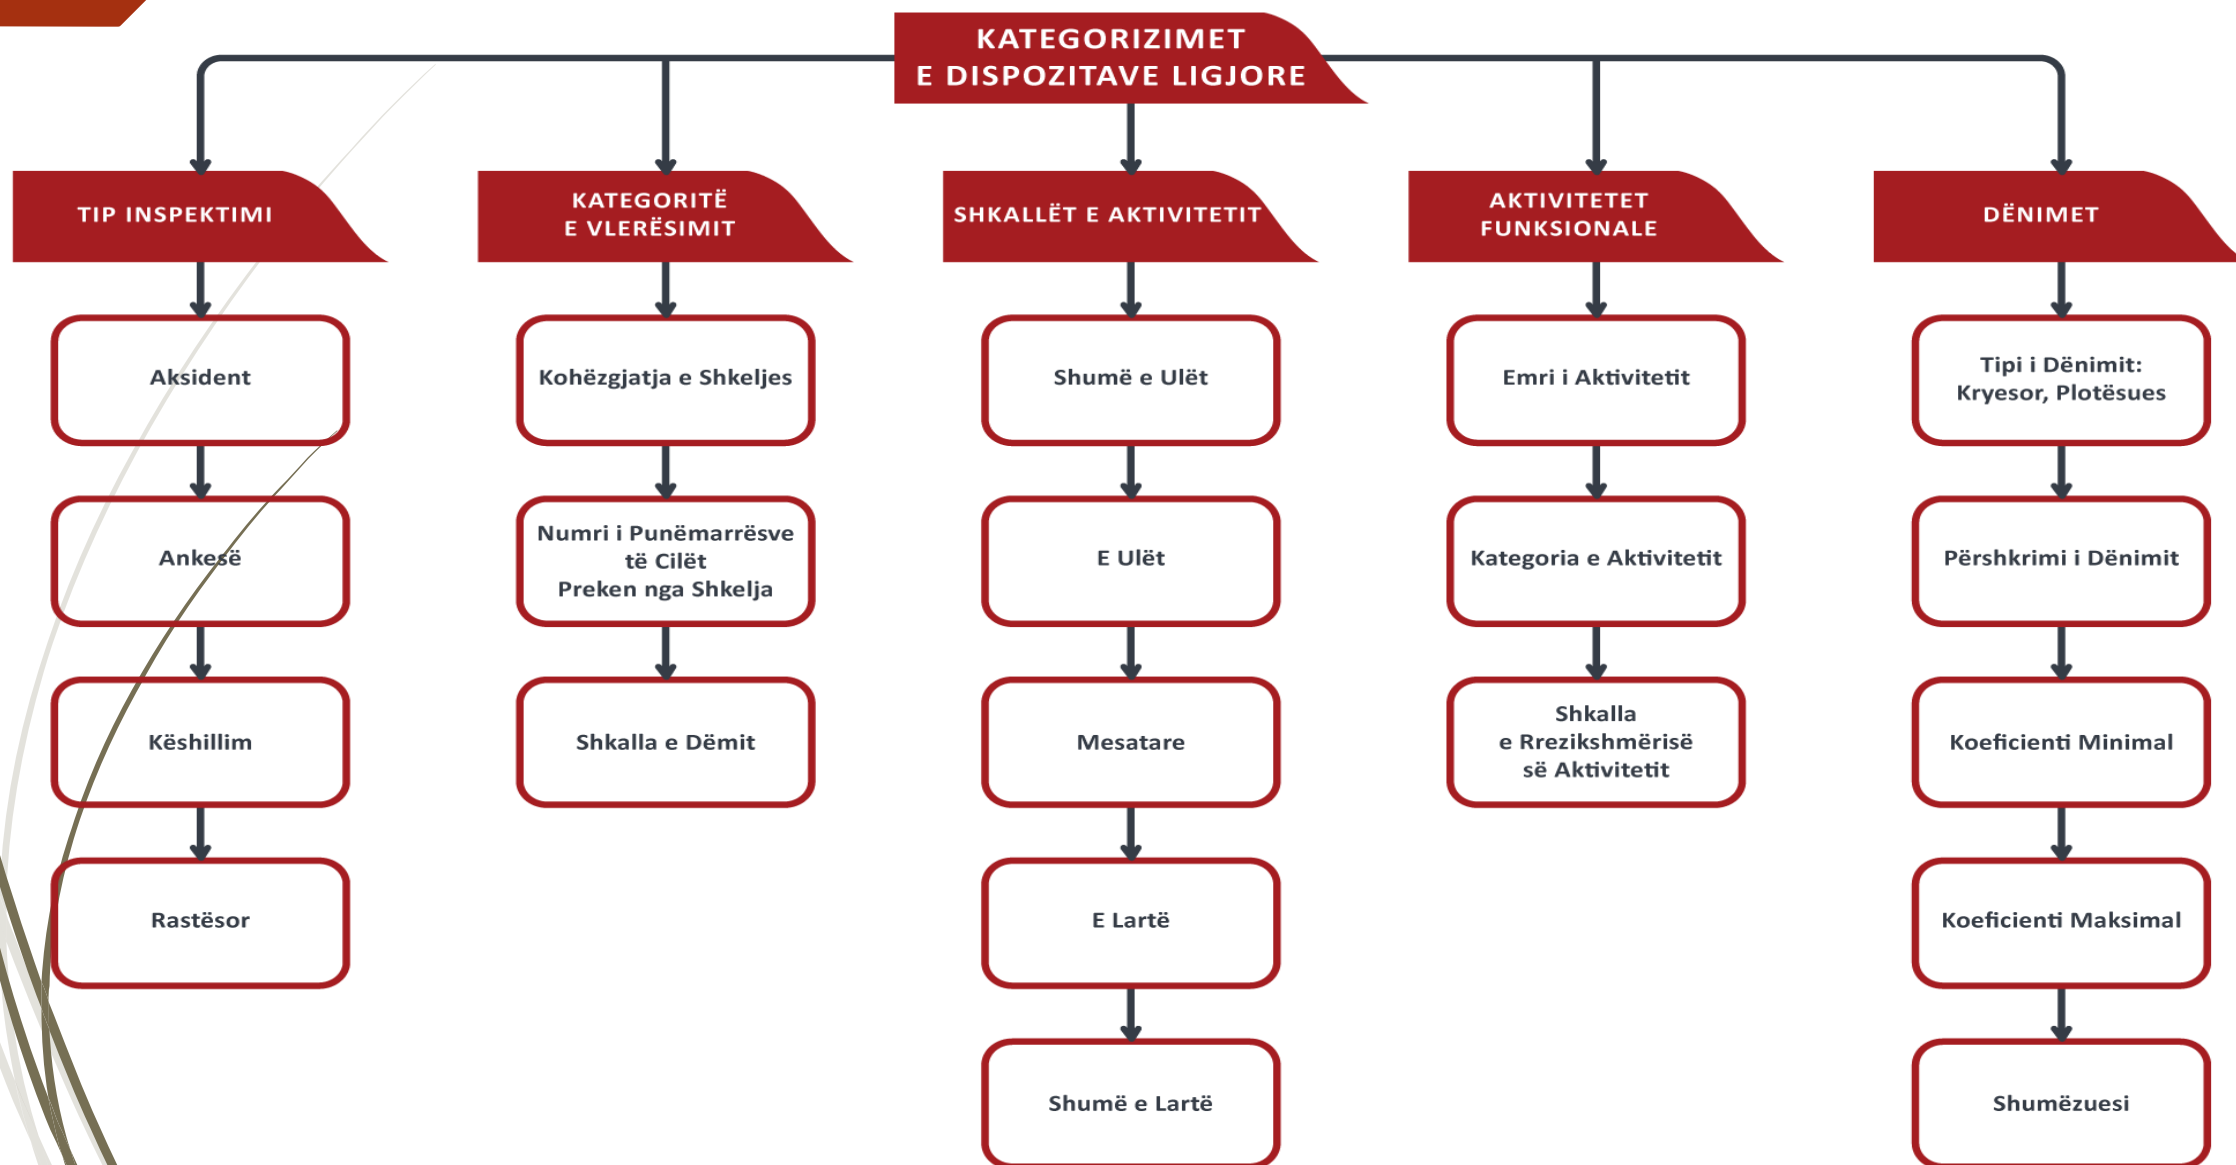 KATEGORIZIMET
E DISPOZITAVE LIGJORE
TIP INSPEKTIMI
Aksident
Ankesë
Këshillim
Rastësor
KATEGORITË
E VLERËSIMIT
Kohëzgjatja e Shkeljes
Numri i Punëmarrësve
të Cilët
Preken nga Shkelja
Shkalla e Dëmit
SHKALLËT E AKTIVITETIT
Shumë e Ulët
E Ulët
Mesatare
E Lartë
Shumë e Lartë
AKTIVITETET
FUNKSIONALE
Emri i Aktivitetit
Kategoria e Aktivitetit
Shkalla
e Rrezikshmërisë
së Aktivitetit
DËNIMET
Tipi i Dënimit:
Kryesor, Plotësues
Përshkrimi i Dënimit
Koeficienti Minimal
Koeficienti Maksimal
Shumëzuesi